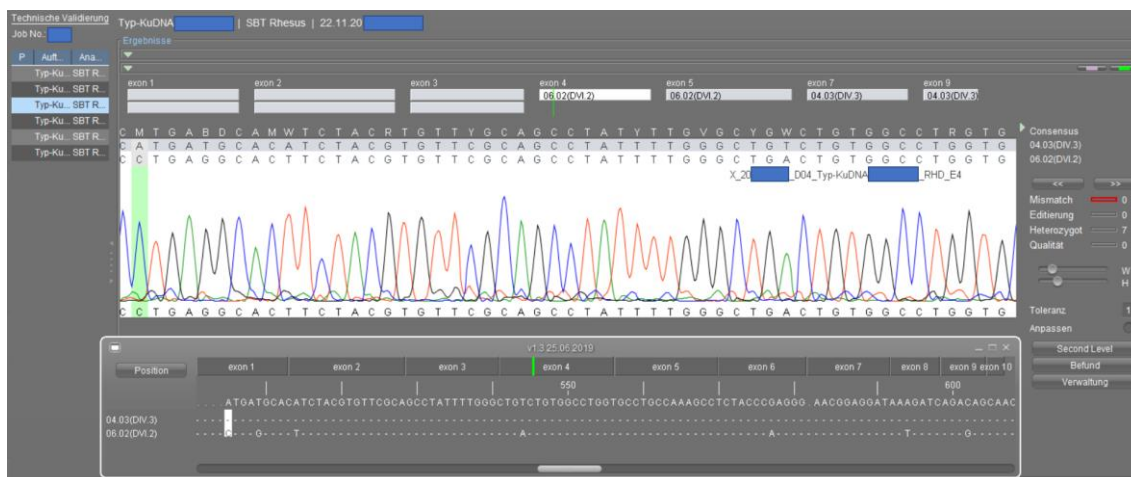 Technische Validierung
Job No.:
P Auft... Ana...
Typ-Ku... SBT R...
Typ-Ku... SBT R...
Typ-Ku... SBT R...
Typ-Ku... SBT R...
Typ-Ku... SBT R...
Typ-Ku... SBT R...
Typ-KuDNA | SBT Rhesus | 22.11.20
Ergebnisse
exon 1 exon 2 exon 3 exon 4 exon 5 exon 7 exon 9
06.02(DVI.2) 06.02(DVI.2) 04.03(DIV.3) 04.03(DIV.3)
C M T G A B D C A M W T C T A C R T G T T Y G C A G C C T A T Y T T G V G C Y G W C T G T G G C C T R G T G
C A T G A T G C A C A T C T A C G T G T T C G C A G C C T A T T T T G G G C T G T C T G T G G C C T G G T G
C C T G A G G C A C T T C T A C G T G T T C G C A G C C T A T T T T G G G C T G A C T G T G G C C T G G T G
X_20 _D04_Typ-KuDNA _RHD_E4
C C T G A G G C A C T T C T A C G T G T T C G C A G C C T A T T T T G G G C T G A C T G T G G C C T G G T G
Consensus
04.03(DIV.3)
06.02(DVI.2)
<< >>
Mismatch 0
Editierung 0
Heterozygot 7
Qualität 0
W
H
Toleranz 1
Anpassen
Second Level
Befund
Verwaltung
v1.3 25.06.2019
Position exon 1 exon 2 exon 3 exon 4 exon 5 exon 6 exon 7 exon 8 exon 9 exon 10
550 600
04.03(DIV.3)
06.02(DVI.2) C G T A A T G